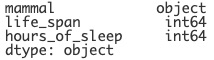 mammal            object
life_span          int64
hours_of_sleep     int64
dtype: object